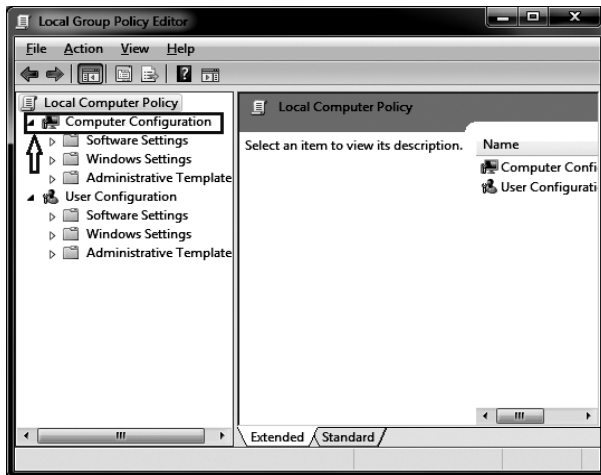 Local Group Policy Editor
File Action View Help
Local Computer Policy
Computer Configuration
Software Settings
Windows Settings
Administrative Template
User Configuration
Software Settings
Windows Settings
Administrative Template
Local Computer Policy
Select an item to view its description.
Name
Computer Confi
User Configurati
Extended Standard